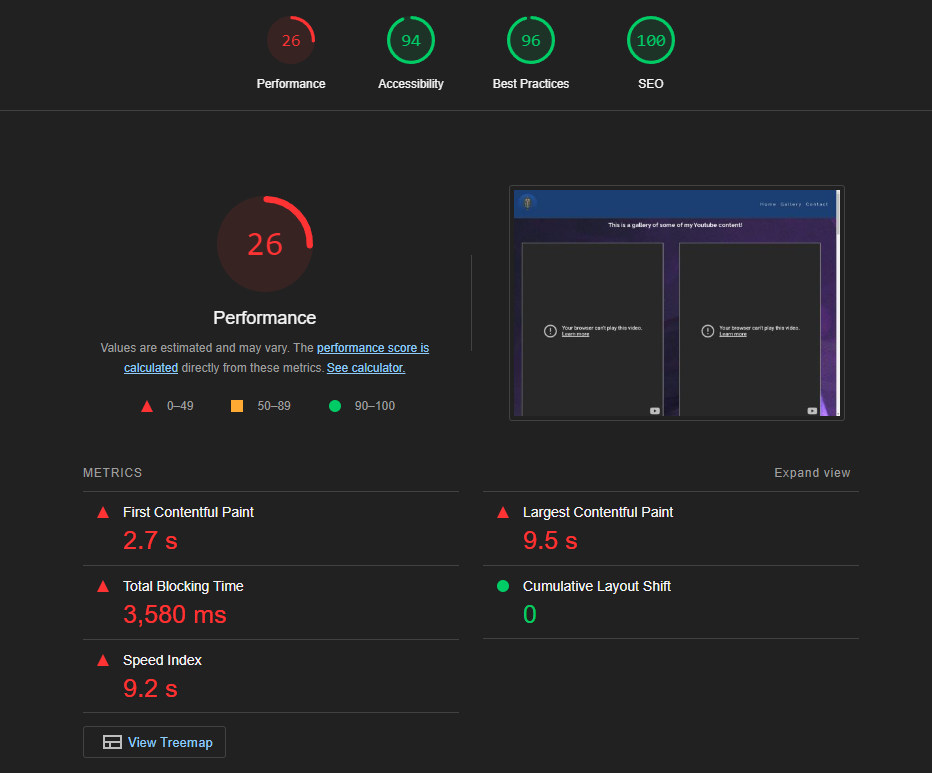 26
94
96
100
Performance
Accessibility
Best Practices
SEO
26
Performance
Values are estimated and may vary. The performance score is
calculated directly from these metrics. See calculator.
0–49
50–89
90–100
Home Gallery Contact
This is a gallery of some of my Youtube content!
Your browser can't play this video.
Learn more
Your browser can't play this video.
Learn more
METRICS
Expand view
First Contentful Paint
2.7 s
Largest Contentful Paint
9.5 s
Total Blocking Time
3,580 ms
Cumulative Layout Shift
0
Speed Index
9.2 s
View Treemap